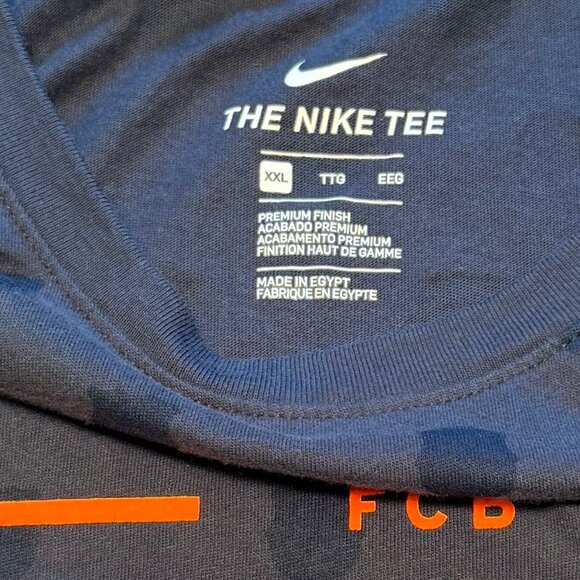 THE NIKE TEE
XXL TTG EEG
PREMIUM FINISH
ACABADO PREMIUM
ACABAMENTO PREMIUM
FINITION HAUT DE GAMME
MADE IN EGYPT
FABRIQUE EN EGYPTE
FCB